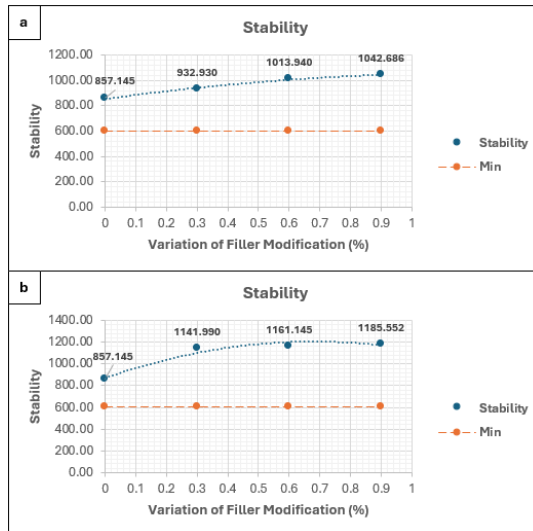 a
Stability
1200.00
1000.00
800.00
600.00
400.00
200.00
0.00
Stability
857.145
932.930
1013.940
1042.686
0 0.1 0.2 0.3 0.4 0.5 0.6 0.7 0.8 0.9 1
Variation of Filler Modification (%)
Stability
Min
b
Stability
1400.00
1200.00
1000.00
800.00
600.00
400.00
200.00
0.00
Stability
857.145
1141.990
1161.145
1185.552
0 0.1 0.2 0.3 0.4 0.5 0.6 0.7 0.8 0.9 1
Variation of Filler Modification (%)
Stability
Min